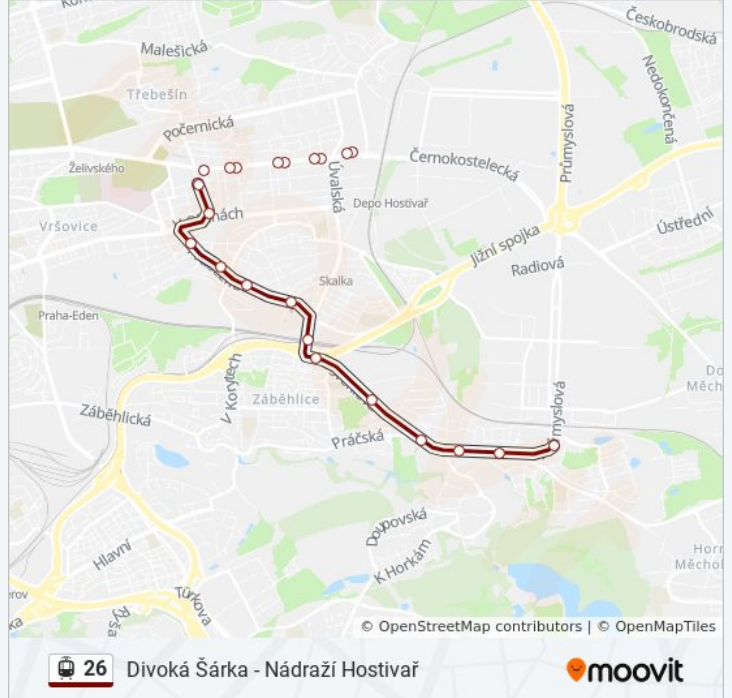 Českobrodská
Malešická
Nedokončená
Třebešín
Počernická
Průmyslová
Želivského
Černokostelecká
Úvalská
Depo Hostivař
Vršovice
Ústřední
Jižní spojka
Radiová
Skalka
Praha-Eden
V Korytech
Záběhlice
Záběhlická
Práčská
myslová
K Horkám
Hlavní
Türkova
© OpenStreetMap contributors | © OpenMapTiles
26 Divoká Šárka - Nádraží Hostivař
moovit